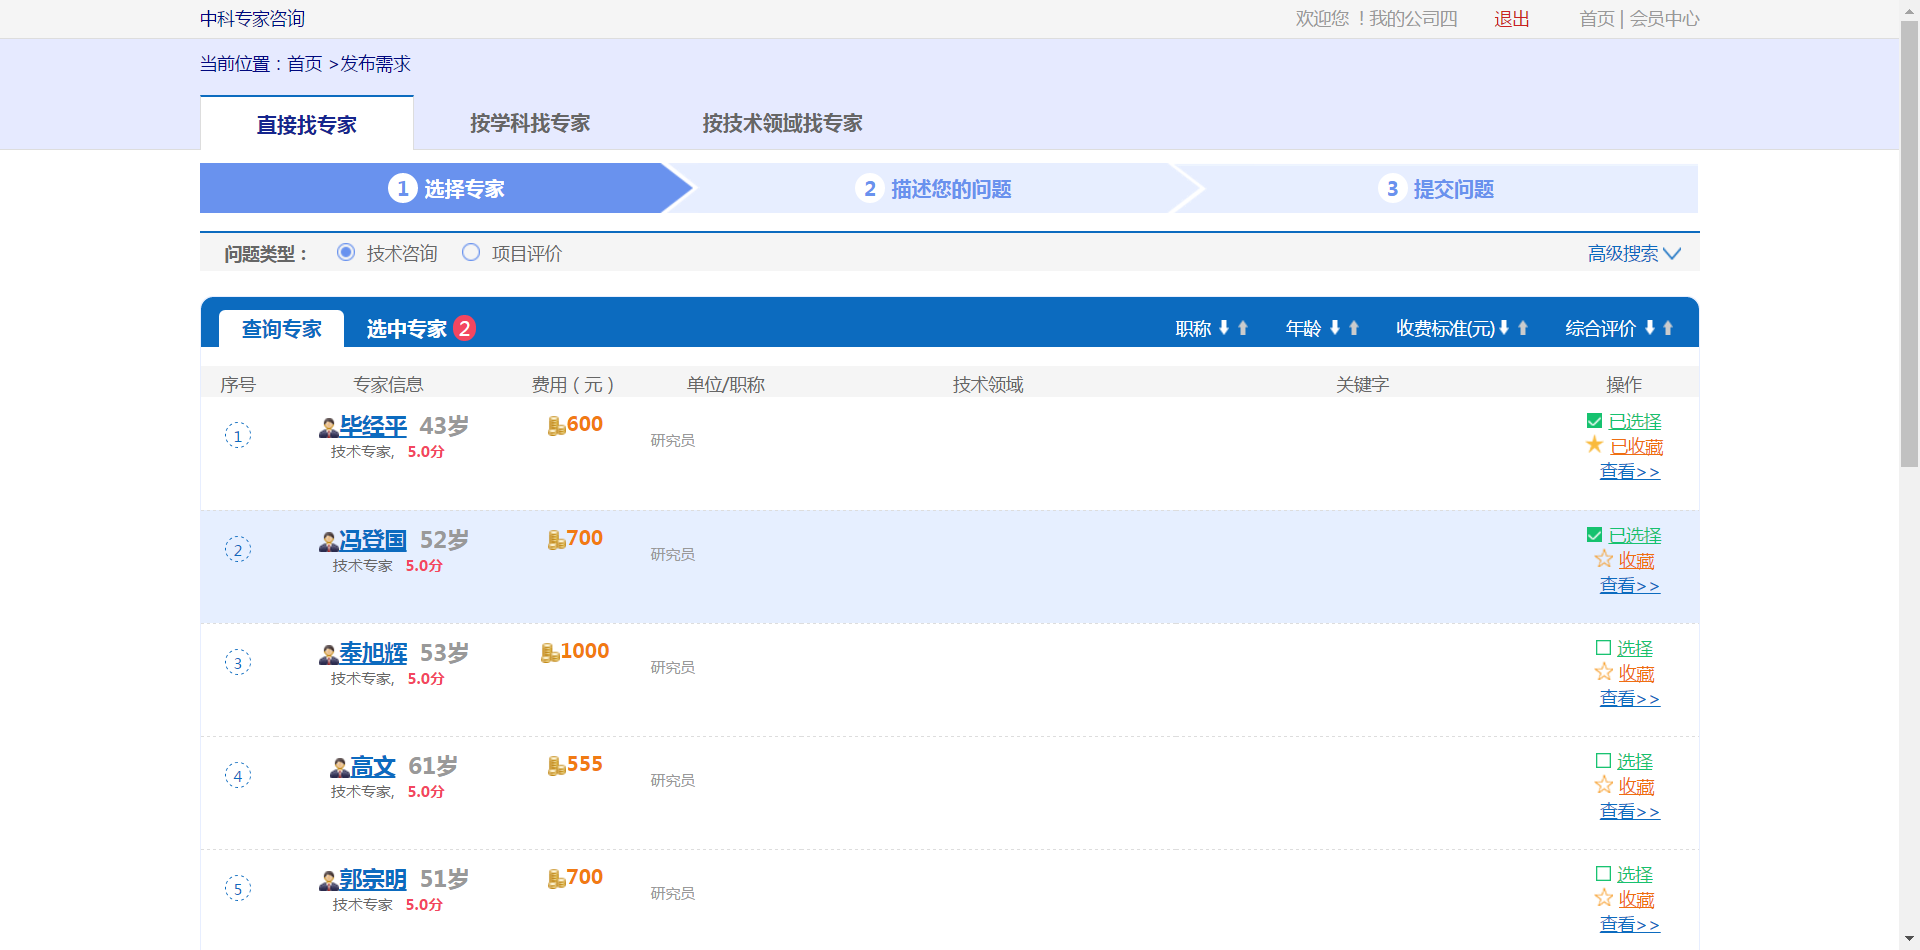 中科专家咨询 欢迎您 ！我的公司四 退出 首页 | 会员中心
当前位置：首页 >发布需求
直接找专家 按学科找专家 按技术领域找专家
1 选择专家 2 描述您的问题 3 提交问题
问题类型： 技术咨询 项目评价 高级搜索
查询专家 选中专家 2 职称 年龄 收费标准(元) 综合评价
序号 专家信息 费用（元） 单位/职称 技术领域 关键字 操作
1 毕经平 43岁 600 研究员 已选择
技术专家, 5.0分 已收藏
查看>>
2 冯登国 52岁 700 研究员 已选择
技术专家 5.0分 收藏
查看>>
3 奉旭辉 53岁 1000 研究员 选择
技术专家, 5.0分 收藏
查看>>
4 高文 61岁 555 研究员 选择
技术专家, 5.0分 收藏
查看>>
5 郭宗明 51岁 700 研究员 选择
技术专家 5.0分 收藏
查看>>